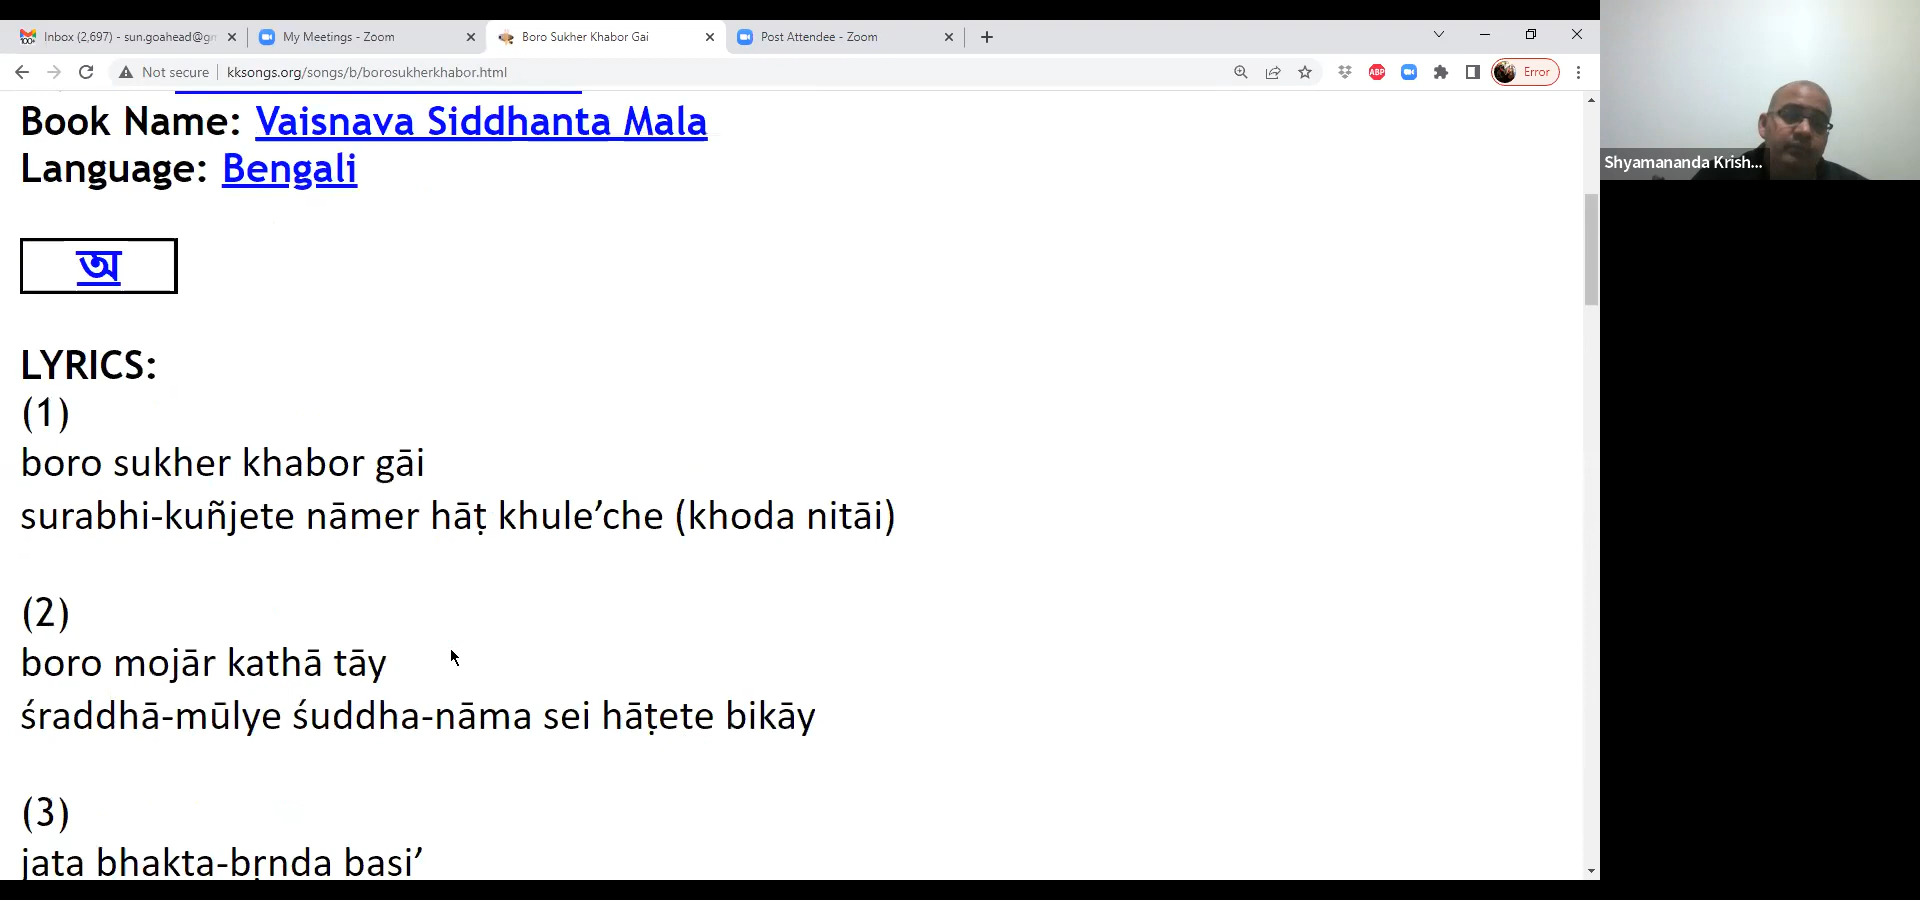 Inbox (2,697) - sun.goahead@gm
My Meetings - Zoom
Boro Sukher Khabor Gai
Post Attendee - Zoom
Not secure
kksongs.org/songs/b/borosukherkhabor.html
ABP
Error
Book Name: Vaisnava Siddhanta Mala
Language: Bengali
অ
LYRICS:
(1)
boro sukher khabor gāi
surabhi-kuñjete nāmer hāṭ khule’che (khoda nitāi)
(2)
boro mojār kathā tāy
śraddhā-mūlye śuddha-nāma sei hāṭete bikāy
(3)
jata bhakta-bṛnda basi’
Shyamananda Krish...